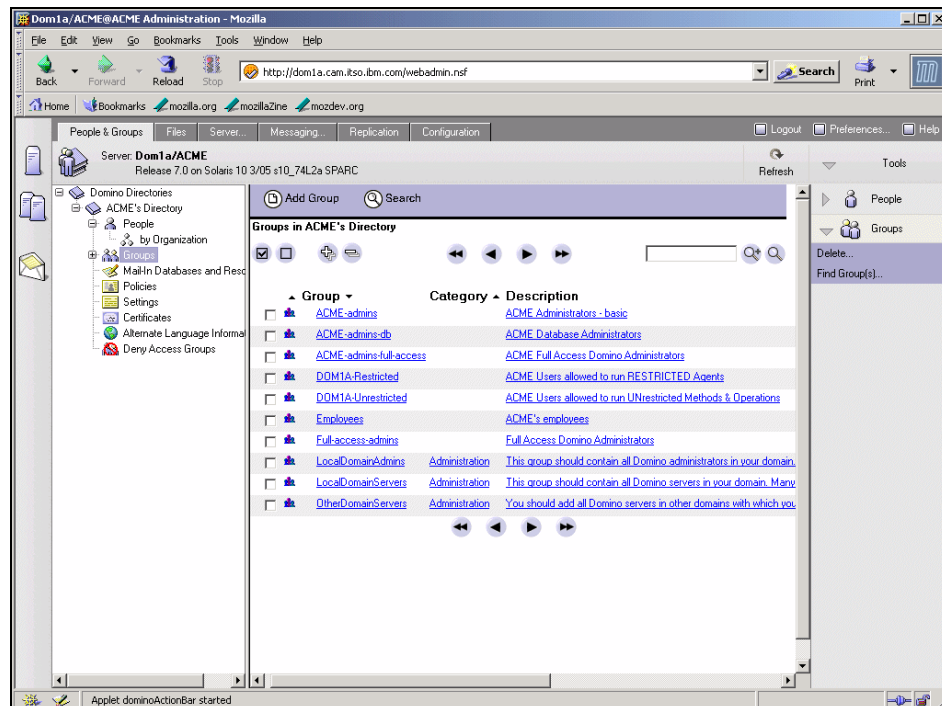 Dom1a/ACME@ACME Administration - Mozilla
File Edit View Go Bookmarks Tools Window Help
Back Forward Reload Stop http://dom1a.cam.itso.ibm.com/webadmin.nsf Search Print
Home Bookmarks mozilla.org mozillaZine mozdev.org
People & Groups Files Server... Messaging... Replication Configuration Logout Preferences... Help
Server: Dom1a/ACME
Release 7.0 on Solaris 10 3/05 s10_74L2a SPARC
Refresh
Tools
People
Groups
Delete...
Find Group(s)...
Domino Directories
ACME's Directory
People
by Organization
Groups
Mail-In Databases and Resc
Policies
Settings
Certificates
Alternate Language Informa
Deny Access Groups
Add Group Search
Groups in ACME's Directory
Group Category Description
ACME-admins ACME Administrators - basic
ACME-admins-db ACME Database Administrators
ACME-admins-full-access ACME Full Access Domino Administrators
DOM1A-Restricted ACME Users allowed to run RESTRICTED Agents
DOM1A-Unrestricted ACME Users allowed to run UNrestricted Methods & Operations
Employees ACME's employees
Full-access-admins Full Access Domino Administrators
LocalDomainAdmins Administration This group should contain all Domino administrators in your domain.
LocalDomainServers Administration This group should contain all Domino servers in your domain. Many
OtherDomainServers Administration You should add all Domino servers in other domains with which you
Applet dominoActionBar started